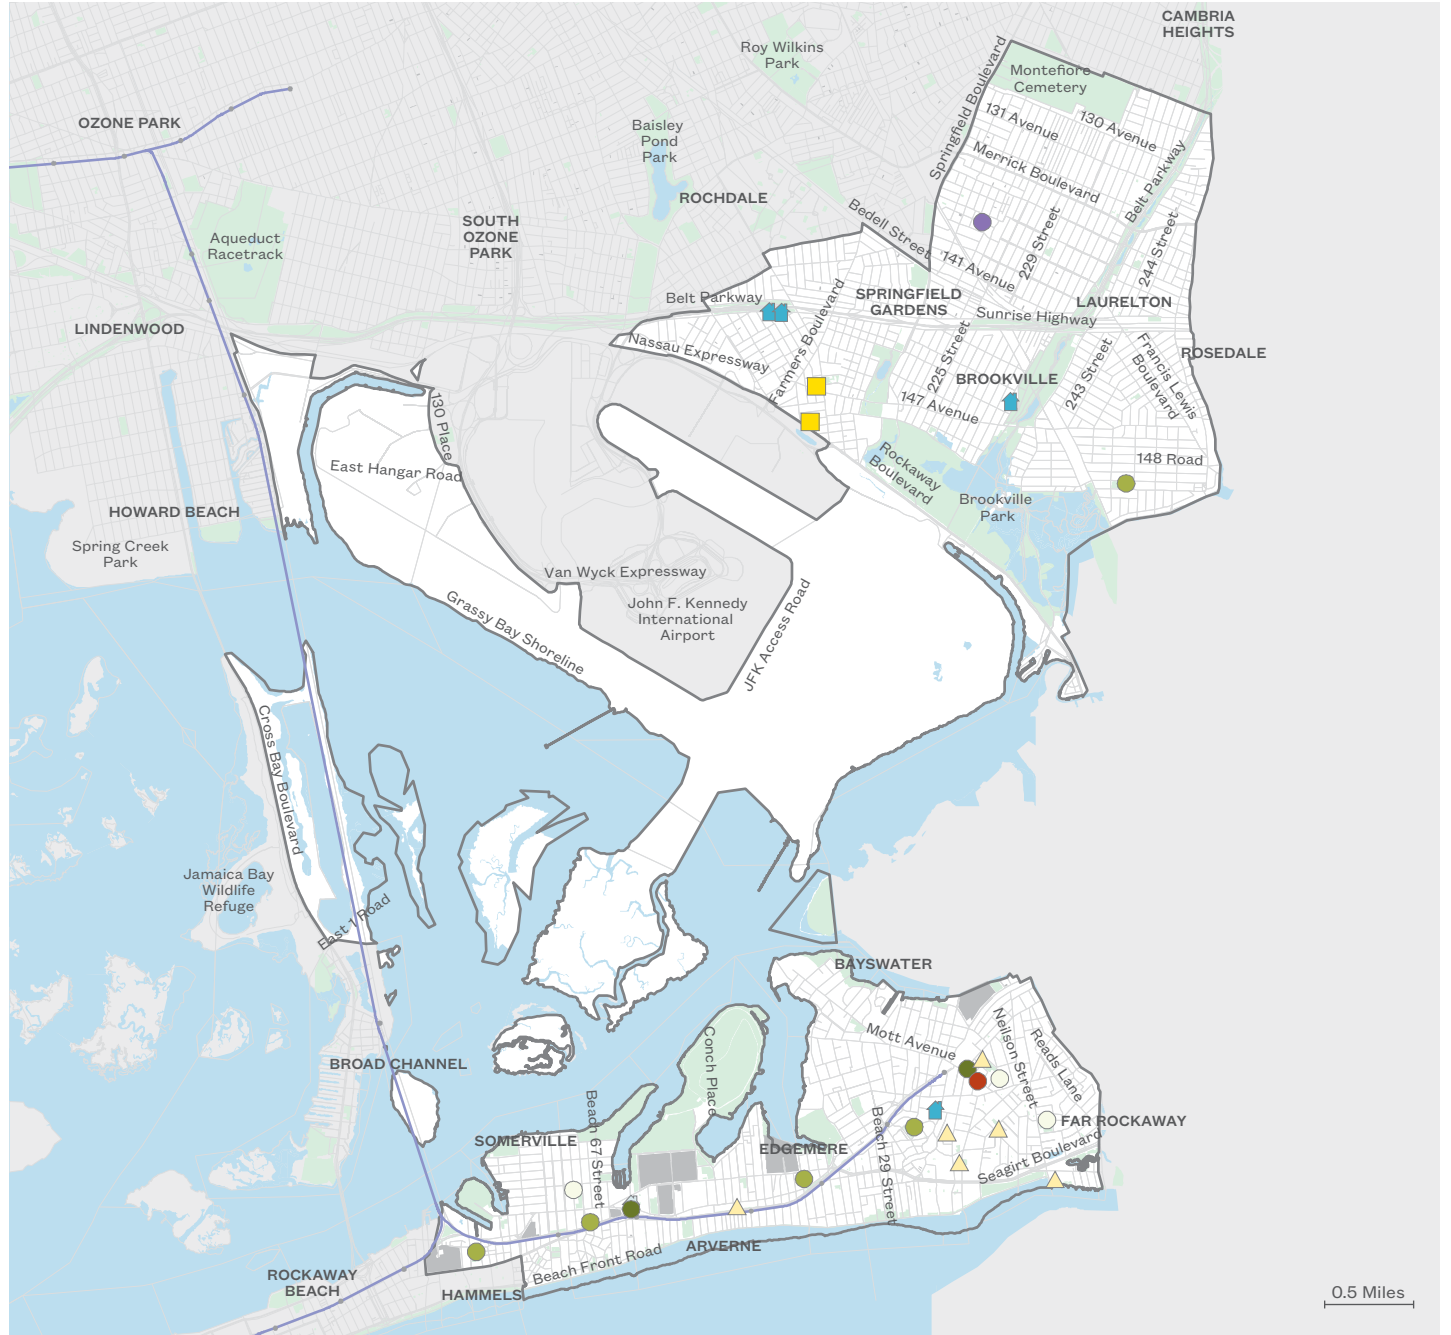 CAMBRIA
HEIGHTS
Roy Wilkins
Park
Montefiore
Cemetery
Springfield Boulevard
131 Avenue
130 Avenue
OZONE PARK
Baisley
Pond
Park
Merrick Boulevard
Belt Parkway
ROCHDALE
SOUTH
OZONE
PARK
Bedell Street
229 Street
244 Street
Aqueduct
Racetrack
141 Avenue
Belt Parkway
SPRINGFIELD
GARDENS
LAURELTON
Sunrise Highway
LINDENWOOD
Nassau Expressway
Farmers Boulevard
225 Street
243 Street
Francis Lewis
Boulevard
ROSEDALE
BROOKVILLE
130 Place
147 Avenue
East Hangar Road
Rockaway
Boulevard
148 Road
Brookville
Park
HOWARD BEACH
Spring Creek
Park
Van Wyck Expressway
John F. Kennedy
International
Airport
JFK Access Road
Grassy Bay Shoreline
Cross Bay Boulevard
Jamaica Bay
Wildlife
Refuge
East 1 Road
BAYSWATER
Mott Avenue
Neilson Street
Reads Lane
Conch Place
BROAD CHANNEL
Beach 67 Street
Beach 29 Street
FAR ROCKAWAY
SOMERVILLE
EDGEMERE
Seagirt Boulevard
ARVERNE
Beach Front Road
ROCKAWAY
BEACH
HAMMELS
0.5 Miles